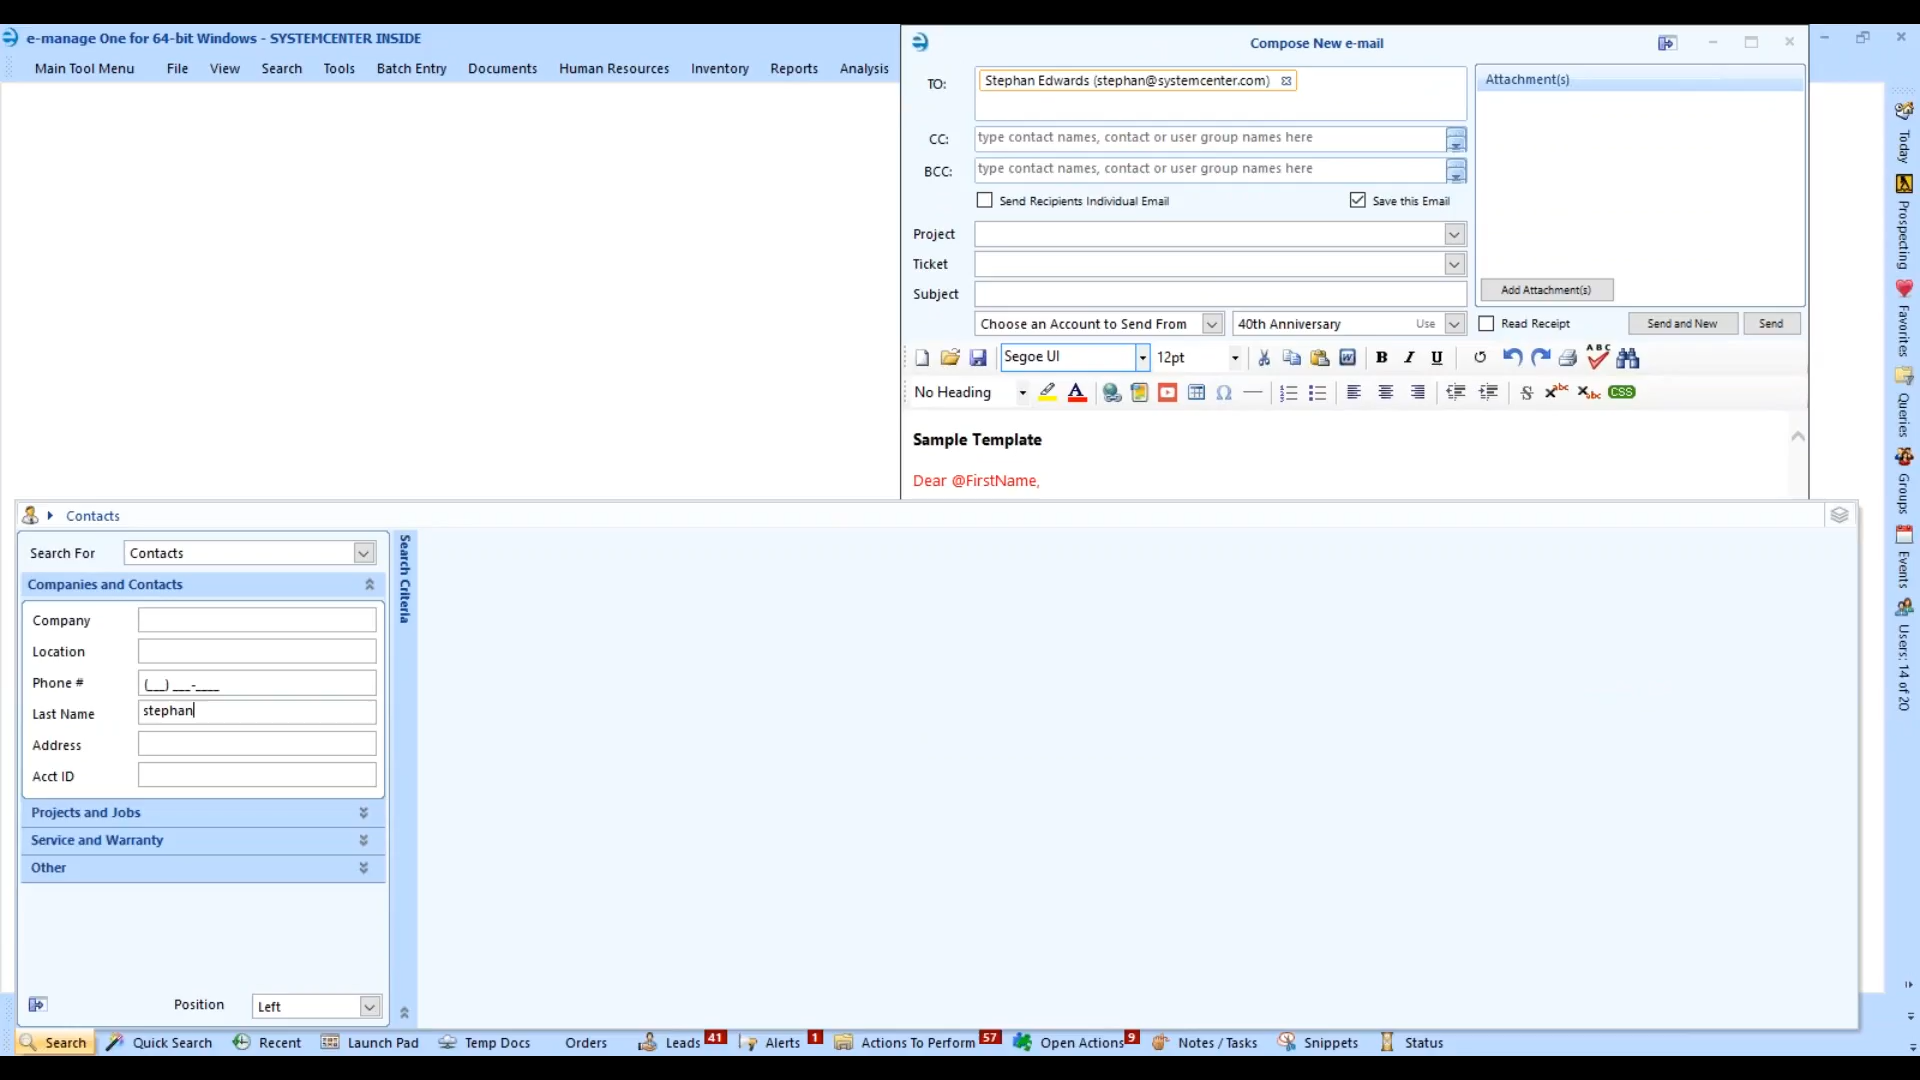 e-manage One for 64-bit Windows - SYSTEMCENTER INSIDE
Main Tool Menu File View Search Tools Batch Entry Documents Human Resources Inventory Reports Analysis
Compose New e-mail
TO: Stephan Edwards (stephan@systemcenter.com)
CC: type contact names, contact or user group names here
BCC: type contact names, contact or user group names here
Send Recipients Individual Email Save this Email
Project
Ticket
Subject
Choose an Account to Send From 40th Anniversary Use
Attachment(s)
Add Attachment(s)
Read Receipt Send and New Send
Segoe UI 12pt B I U ABC
No Heading A Ω S Xabc Xabc CSS
Sample Template
Dear @FirstName,
Contacts
Search For Contacts
Companies and Contacts
Company
Location
Phone # (___) ___-____
Last Name stephan
Address
Acct ID
Projects and Jobs
Service and Warranty
Other
Position Left
Search Criteria
Today
Prospecting
Favorites
Queries
Groups
Events
Users: 14 of 20
Search Quick Search Recent Launch Pad Temp Docs Orders Leads 41 Alerts 1 Actions To Perform 57 Open Actions 9 Notes / Tasks Snippets Status